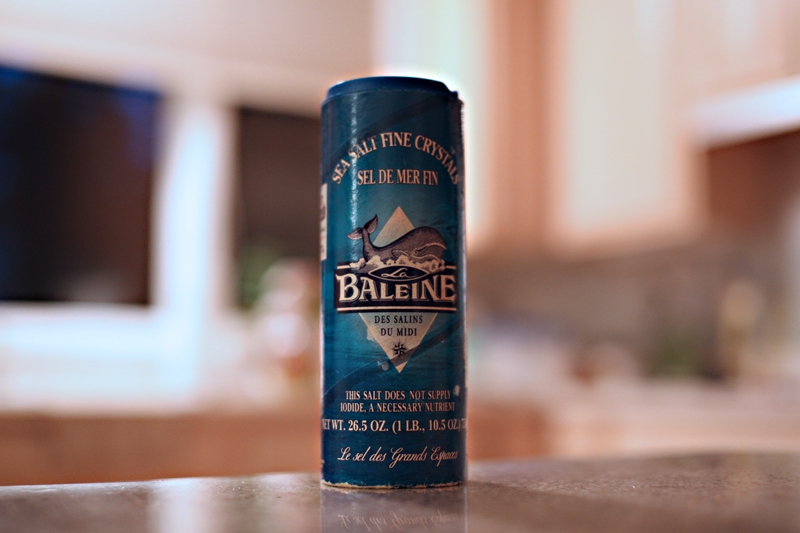 SEA SALT FINE CRYSTALS
SEL DE MER FIN
La
BALEINE
DES SALINS
DU MIDI
THIS SALT DOES NOT SUPPLY
IODIDE, A NECESSARY NUTRIENT
NET WT. 26.5 OZ. (1 LB., 10.5 OZ.) 7
Le sel des Grands Espaces